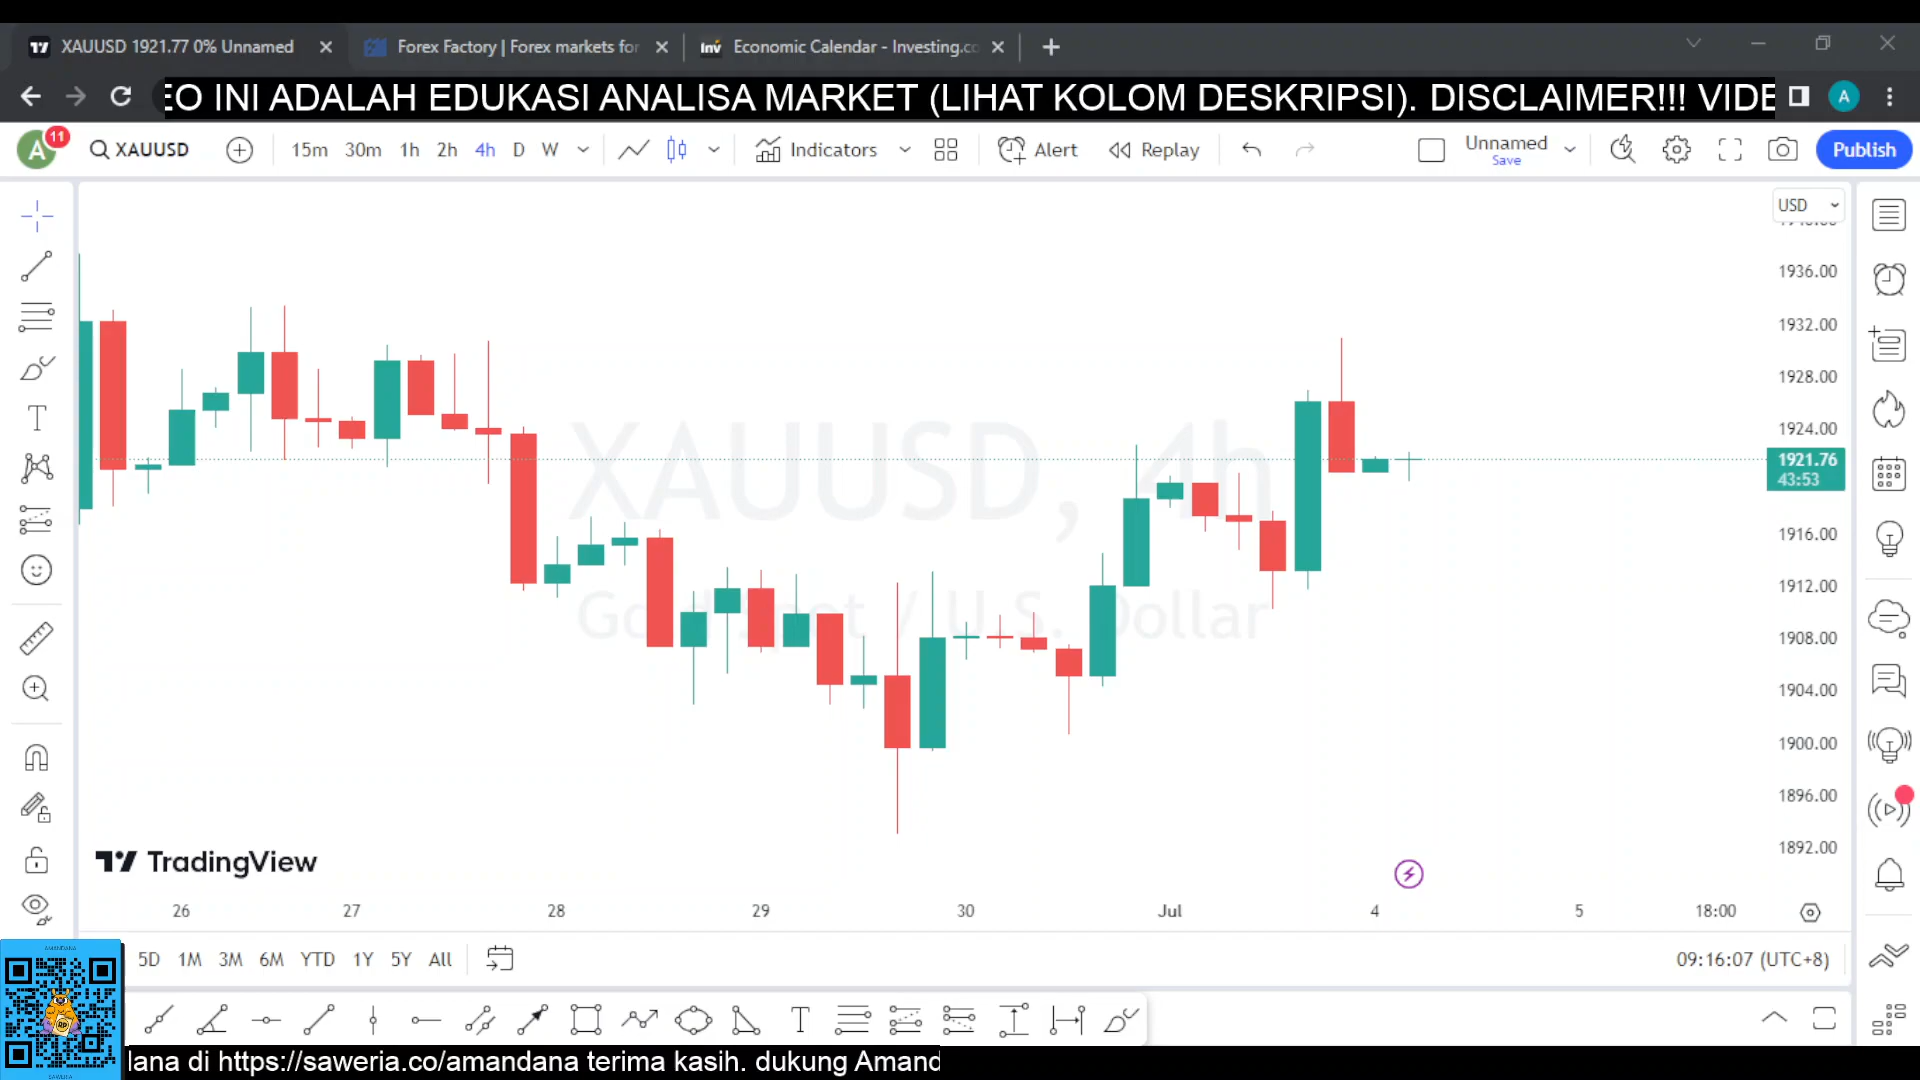 XAUUSD 1921.77 0% Unnamed
Forex Factory | Forex markets for
Inv Economic Calendar - Investing.co
EO INI ADALAH EDUKASI ANALISA MARKET (LIHAT KOLOM DESKRIPSI). DISCLAIMER!!! VIDE
A
A 11
XAUUSD
15m 30m 1h 2h 4h D W
Indicators
Alert
Replay
Unnamed
Save
Publish
USD
1936.00
1932.00
1928.00
1924.00
1921.76
43:53
1916.00
1912.00
1908.00
1904.00
1900.00
1896.00
1892.00
XAUUSD, 4h
Gold Spot / U.S. Dollar
TradingView
26 27 28 29 30 Jul 4 5 18:00
5D 1M 3M 6M YTD 1Y 5Y All
09:16:07 (UTC+8)
AMANDANA
SAWERIA
lana di https://saweria.co/amandana terima kasih. dukung Amand